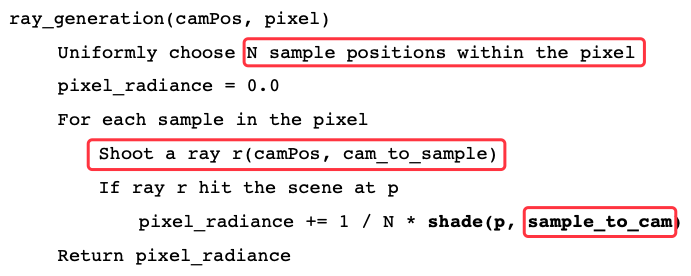 ray_generation(camPos, pixel)
Uniformly choose N sample positions within the pixel
pixel_radiance = 0.0
For each sample in the pixel
Shoot a ray r(camPos, cam_to_sample)
If ray r hit the scene at p
pixel_radiance += 1 / N * shade(p, sample_to_cam)
Return pixel_radiance